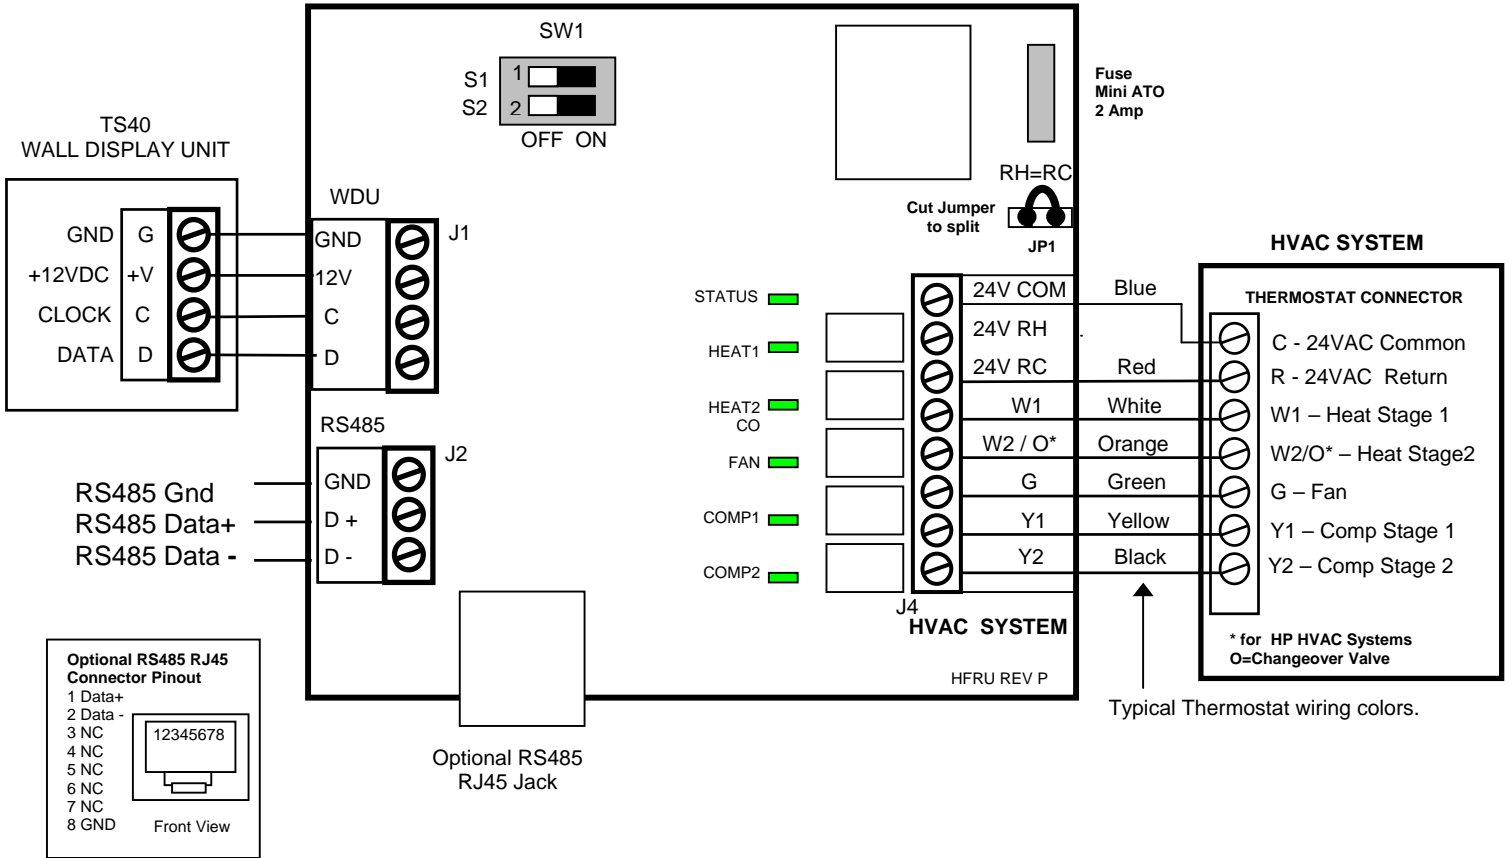 SW1
S1
1
S2
2
OFF ON
Fuse
Mini ATO
2 Amp
RH=RC
Cut Jumper
to split
JP1
TS40
WALL DISPLAY UNIT
GND G
+12VDC +V
CLOCK C
DATA D
WDU
J1
GND
12V
C
D
RS485
J2
GND
D +
D -
RS485 Gnd
RS485 Data+
RS485 Data -
STATUS
HEAT1
HEAT2
CO
FAN
COMP1
COMP2
24V COM Blue
24V RH
24V RC Red
W1 White
W2 / O* Orange
G Green
Y1 Yellow
Y2 Black
J4
HVAC SYSTEM
HFRU REV P
HVAC SYSTEM
THERMOSTAT CONNECTOR
C - 24VAC Common
R - 24VAC Return
W1 – Heat Stage 1
W2/O* – Heat Stage2
G – Fan
Y1 – Comp Stage 1
Y2 – Comp Stage 2
* for HP HVAC Systems
O=Changeover Valve
Typical Thermostat wiring colors.
Optional RS485
RJ45 Jack
Optional RS485 RJ45
Connector Pinout
1 Data+
2 Data -
3 NC
4 NC
5 NC
6 NC
7 NC
8 GND
12345678
Front View